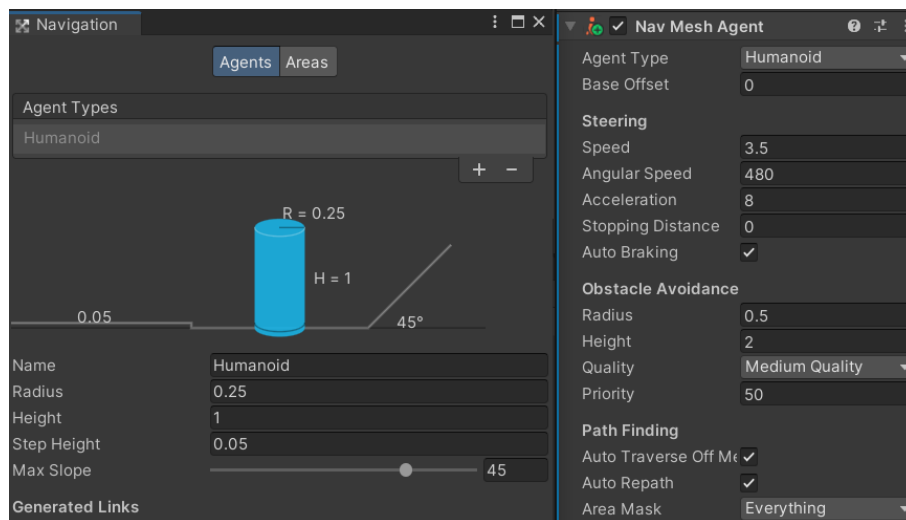 Navigation
Agents Areas
Agent Types
Humanoid
+ -
R = 0.25
H = 1
0.05
45°
Name Humanoid
Radius 0.25
Height 1
Step Height 0.05
Max Slope 45
Generated Links
Nav Mesh Agent
Agent Type Humanoid
Base Offset 0
Steering
Speed 3.5
Angular Speed 480
Acceleration 8
Stopping Distance 0
Auto Braking
Obstacle Avoidance
Radius 0.5
Height 2
Quality Medium Quality
Priority 50
Path Finding
Auto Traverse Off Me
Auto Repath
Area Mask Everything